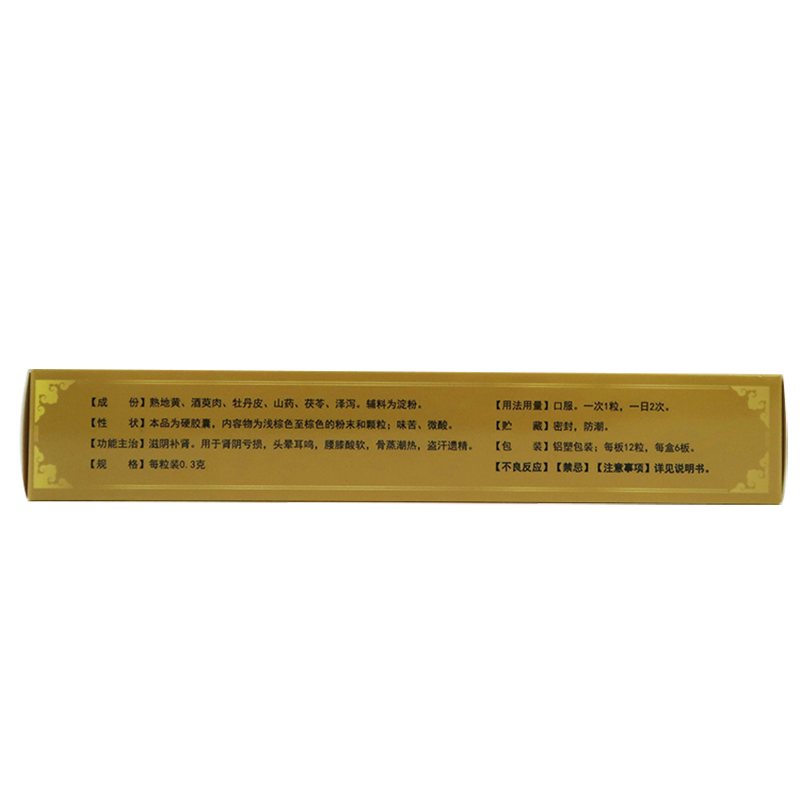 【成 份】熟地黄、酒萸肉、牡丹皮、山药、茯苓、泽泻。辅料为淀粉。
【性 状】本品为硬胶囊，内容物为浅棕色至棕色的粉末和颗粒；味苦、微酸。
【功能主治】滋阴补肾。用于肾阴亏损，头晕耳鸣，腰膝酸软，骨蒸潮热，盗汗遗精。
【规 格】每粒装0.3克
【用法用量】口服。一次1粒，一日2次。
【贮 藏】密封，防潮。
【包 装】铝塑包装；每板12粒，每盒6板。
【不良反应】【禁忌】【注意事项】详见说明书。